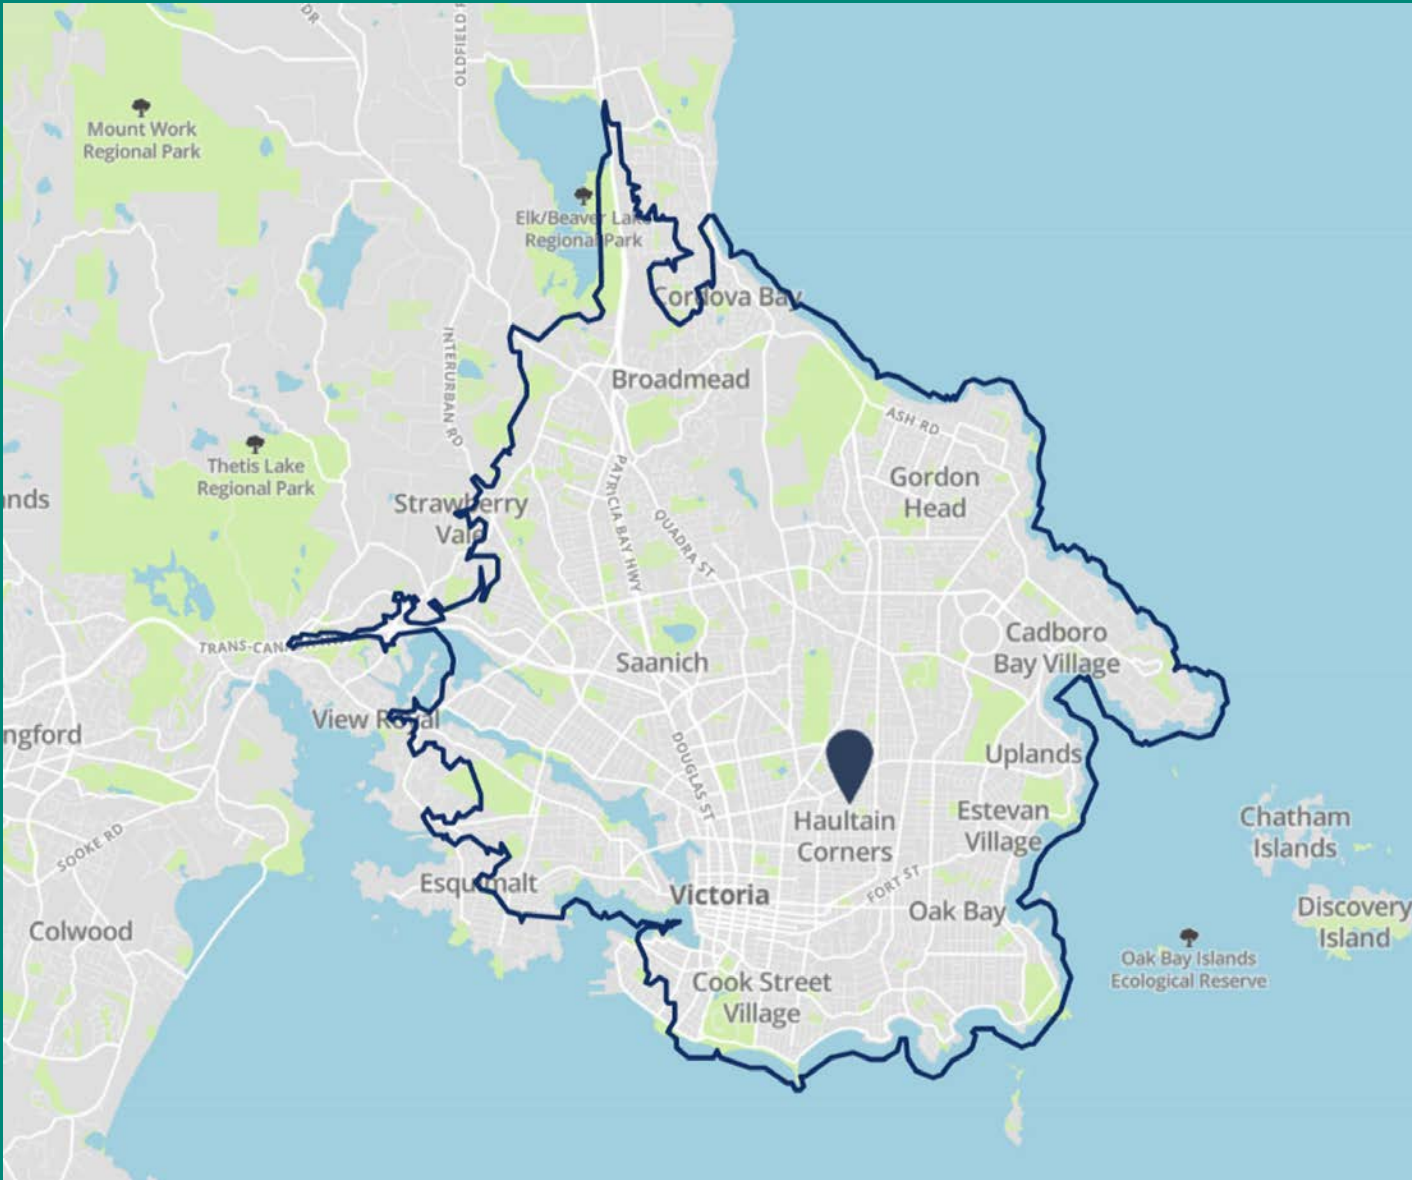 DR
OLDFIELD
Mount Work
Regional Park
Elk/Beaver Lake
Regional Park
Cordova Bay
INTERURBAN RD
Broadmead
ASH RD
Thetis Lake
Regional Park
PATRICIA BAY HWY
Gordon
Head
nds
Strawberry
Vale
QUADRA ST
Cadboro
Bay Village
TRANS-CAN
Saanich
View Royal
ngford
DOUGLAS ST
Uplands
Haultain
Corners
Estevan
Village
Chatham
Islands
SOOKE RD
Esquimalt
Victoria
FORT ST
Oak Bay
Discovery
Island
Colwood
Oak Bay Islands
Ecological Reserve
Cook Street
Village